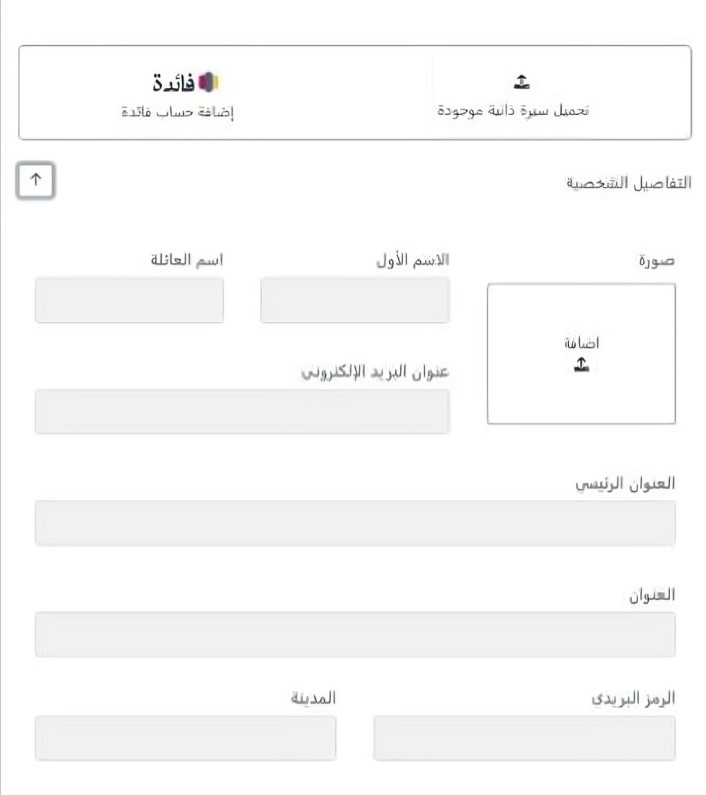 تحميل سيرة ذاتية موجودة
فائدة
إضافة حساب فائدة
التفاصيل الشخصية
صورة
اضافة
الاسم الأول
اسم العائلة
عنوان البريد الإلكتروني
العنوان الرئيسي
العنوان
الرمز البريدي
المدينة